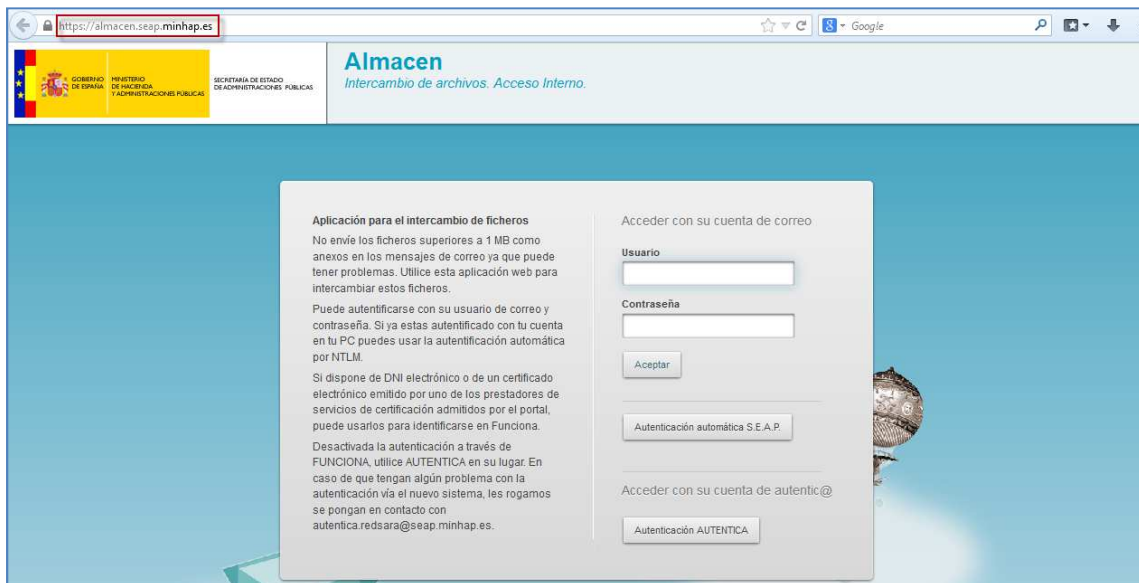 https://almacen.seap.minhap.es
Google
GOBIERNO
DE ESPAÑA
MINISTERIO
DE HACIENDA
Y ADMINISTRACIONES PÚBLICAS
SECRETARÍA DE ESTADO
DE ADMINISTRACIONES PÚBLICAS
Almacen
Intercambio de archivos. Acceso Interno.
Aplicación para el intercambio de ficheros
No envíe los ficheros superiores a 1 MB como
anexos en los mensajes de correo ya que puede
tener problemas. Utilice esta aplicación web para
intercambiar estos ficheros.
Puede autentificarse con su usuario de correo y
contraseña. Si ya estas autentificado con tu cuenta
en tu PC puedes usar la autentificación automática
por NTLM.
Si dispone de DNI electrónico o de un certificado
electrónico emitido por uno de los prestadores de
servicios de certificación admitidos por el portal,
puede usarlos para identificarse en Funciona.
Desactivada la autenticación a través de
FUNCIONA, utilice AUTENTICA en su lugar. En
caso de que tengan algún problema con la
autenticación vía el nuevo sistema, les rogamos
se pongan en contacto con
autentica.redsara@seap.minhap.es.
Acceder con su cuenta de correo
Usuario
Contraseña
Aceptar
Autenticación automática S.E.A.P.
Acceder con su cuenta de autentic@
Autenticación AUTENTICA